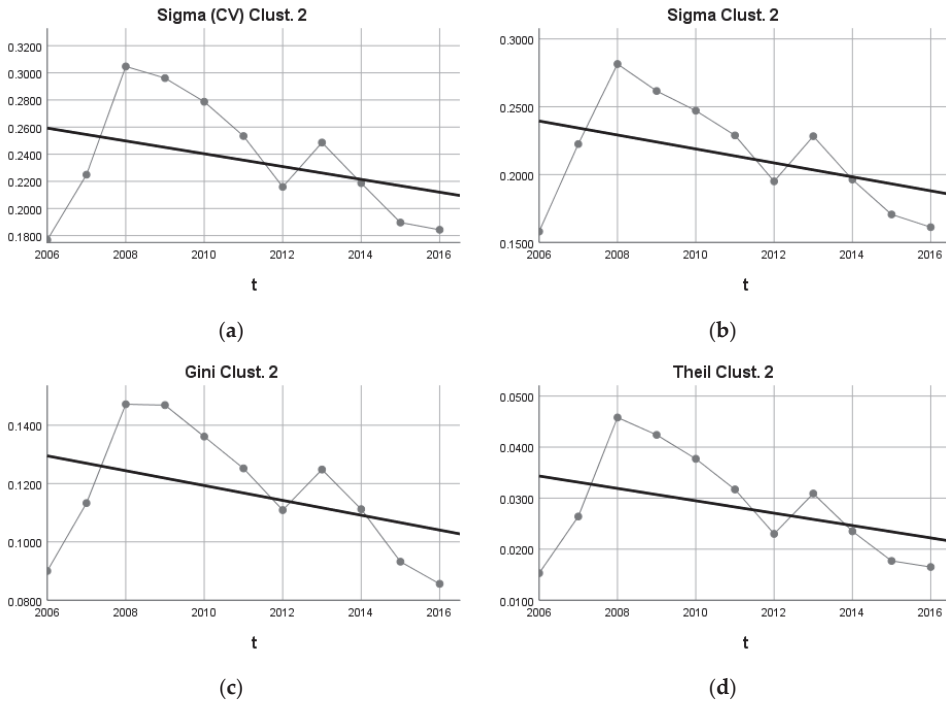 Sigma (CV) Clust. 2
0.3200
0.3000
0.2800
0.2600
0.2400
0.2200
0.2000
0.1800
2006 2008 2010 2012 2014 2016
t
(a)
Sigma Clust. 2
0.3000
0.2500
0.2000
0.1500
2006 2008 2010 2012 2014 2016
t
(b)
Gini Clust. 2
0.1400
0.1200
0.1000
0.0800
2006 2008 2010 2012 2014 2016
t
(c)
Theil Clust. 2
0.0500
0.0400
0.0300
0.0200
0.0100
2006 2008 2010 2012 2014 2016
t
(d)